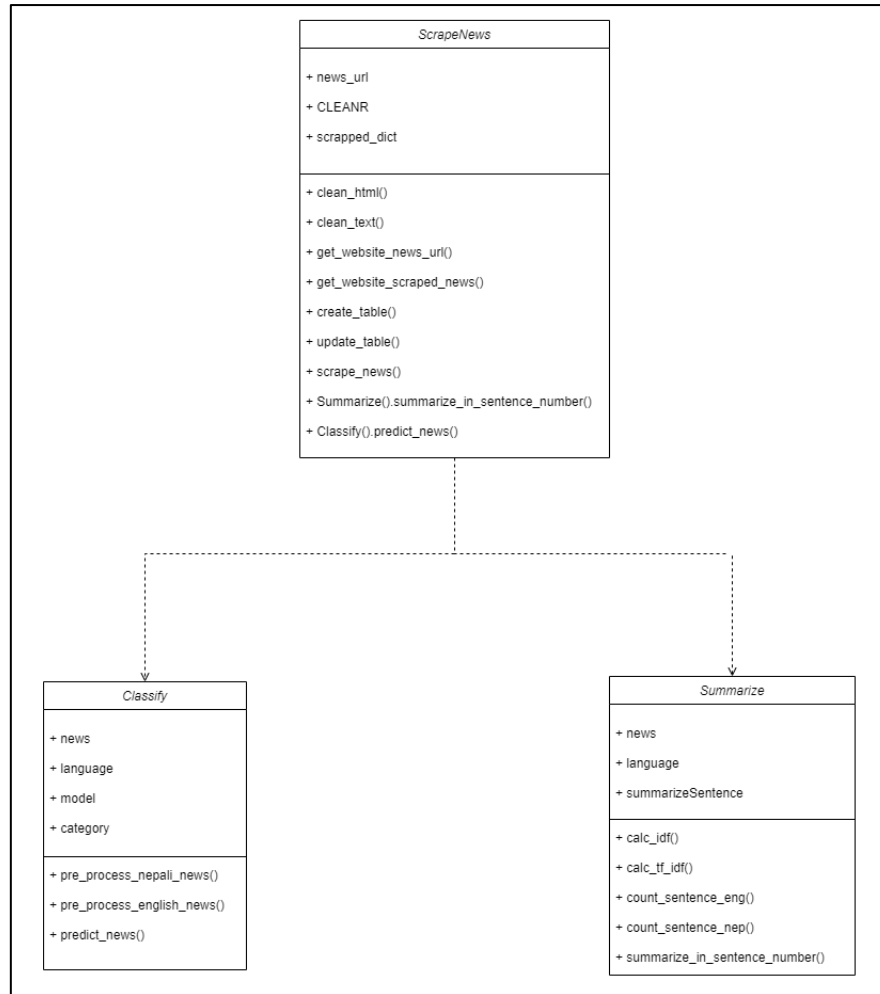 ScrapeNews
+ news_url
+ CLEANR
+ scrapped_dict
+ clean_html()
+ clean_text()
+ get_website_news_url()
+ get_website_scraped_news()
+ create_table()
+ update_table()
+ scrape_news()
+ Summarize().summarize_in_sentence_number()
+ Classify().predict_news()
Classify
+ news
+ language
+ model
+ category
+ pre_process_nepali_news()
+ pre_process_english_news()
+ predict_news()
Summarize
+ news
+ language
+ summarizeSentence
+ calc_idf()
+ calc_tf_idf()
+ count_sentence_eng()
+ count_sentence_nep()
+ summarize_in_sentence_number()